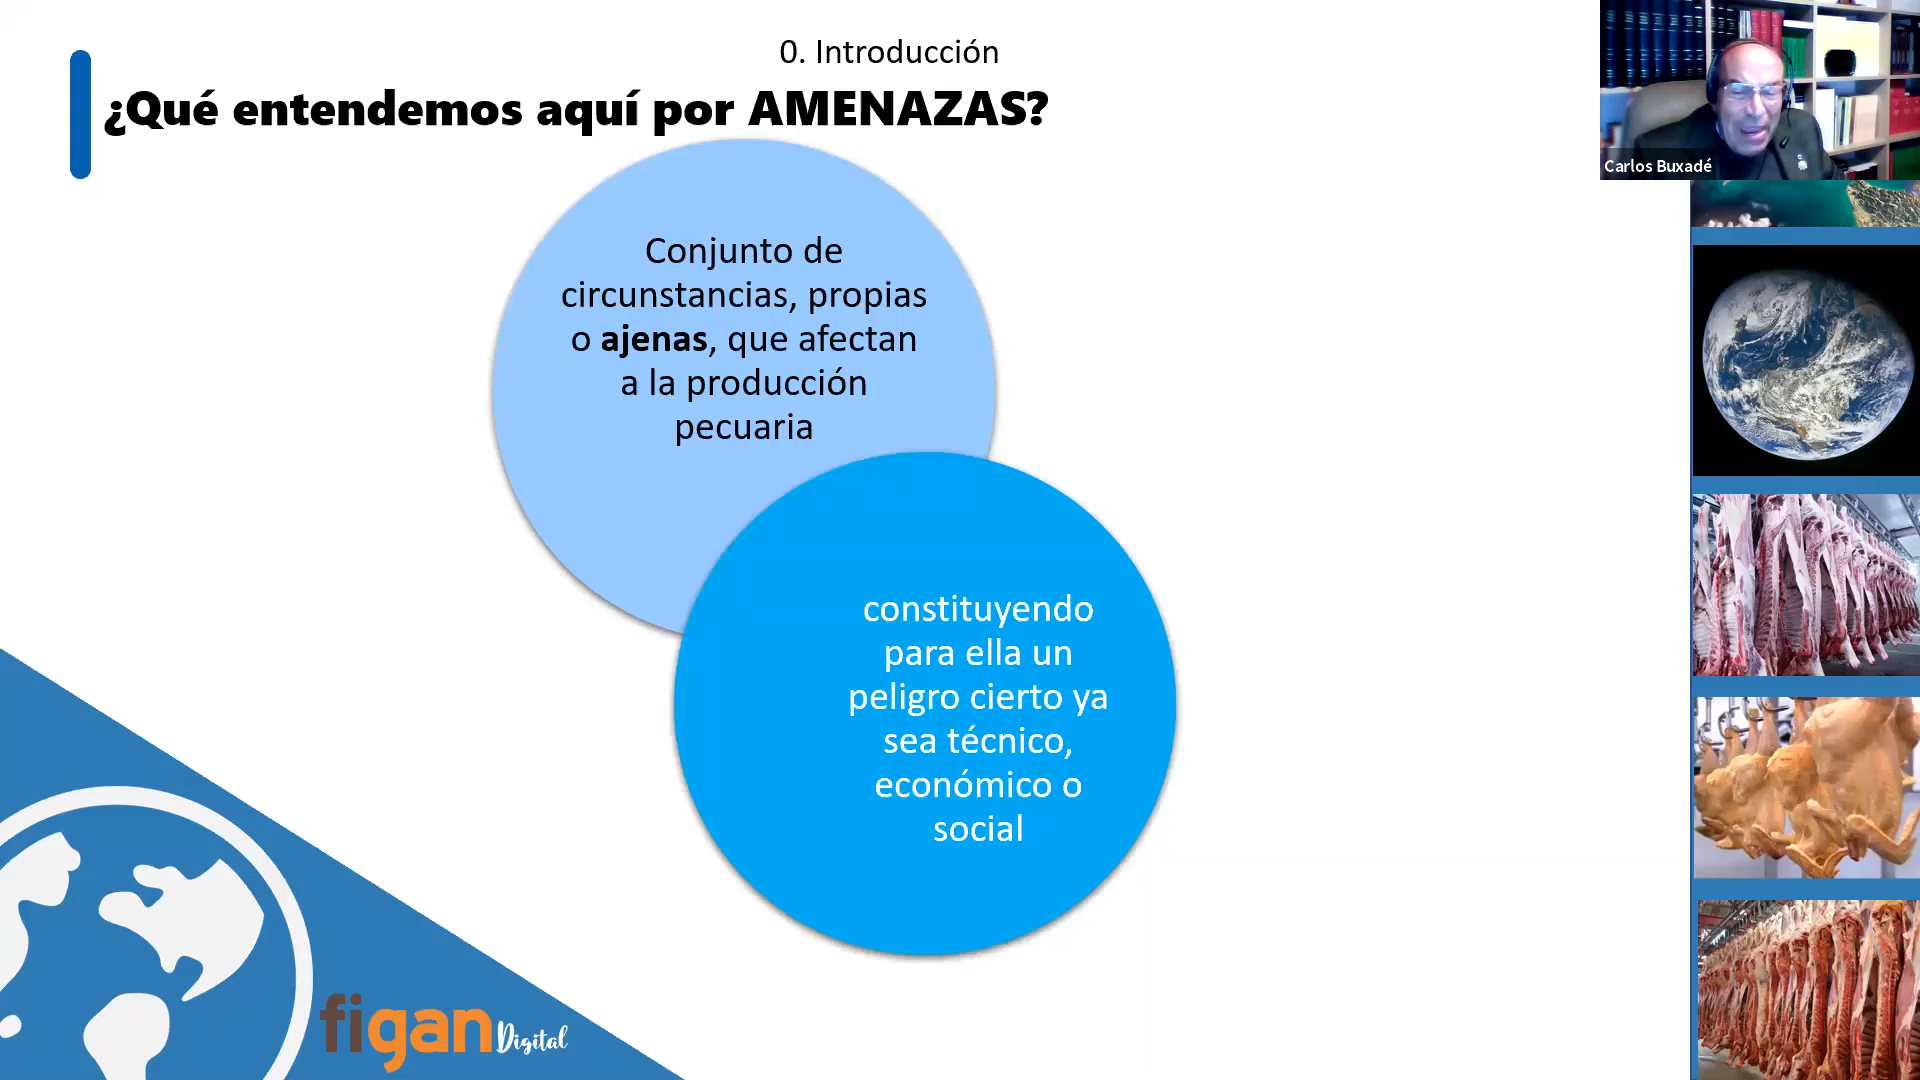 0. Introducción
¿Qué entendemos aquí por AMENAZAS?
Carlos Buxadé
Conjunto de
circunstancias, propias
o ajenas, que afectan
a la producción
pecuaria
constituyendo
para ella un
peligro cierto ya
sea técnico,
económico o
social
figan Digital